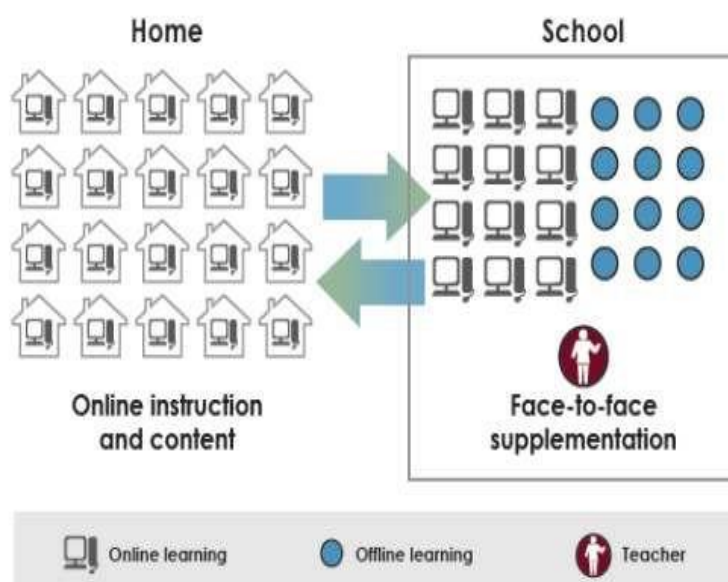 Home
School
Online instruction
and content
Face-to-face
supplementation
Online learning
Offline learning
Teacher